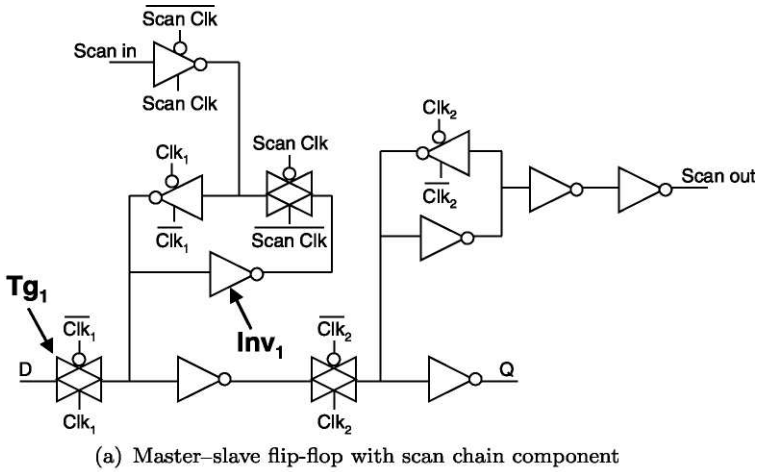 Scan Clk
Scan in
Scan Clk
Clk₁
Scan Clk
Clk₂
Clk₁
Scan Clk
Clk₂
Scan out
Tg₁
Inv₁
Clk₁
Clk₂
D
Q
Clk₁
Clk₂
(a) Master–slave flip-flop with scan chain component